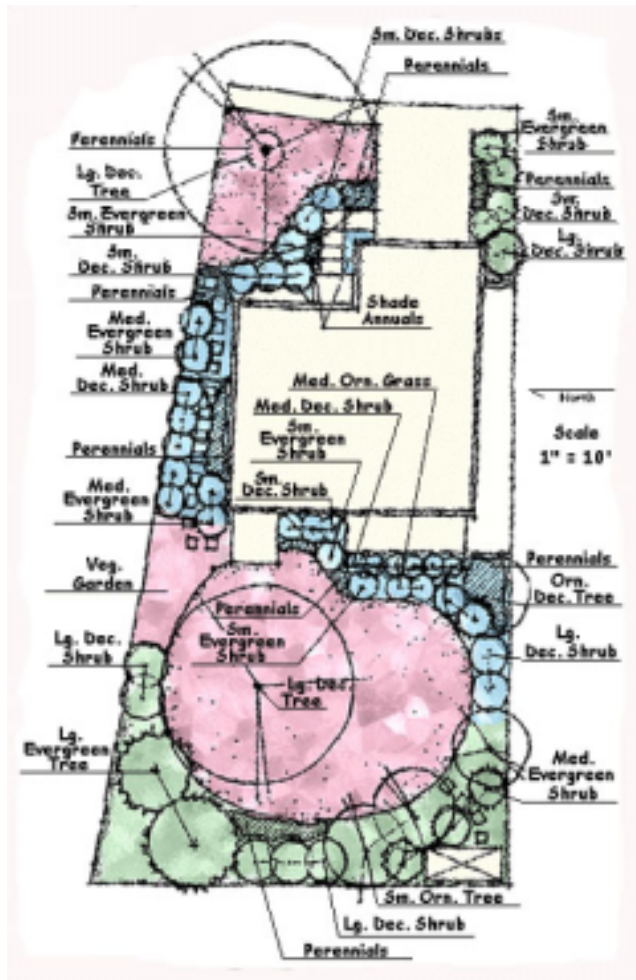 Sm. Dec. Shrubs
Perennials
Sm.
Evergreen
Shrub
Perennials
Sm.
Dec. Shrub
Lg.
Dec. Shrub
Perennials
Lg. Dec.
Tree
Sm. Evergreen
Shrub
Sm.
Dec. Shrub
Perennials
Med.
Evergreen
Shrub
Med.
Dec. Shrub
Perennials
Med.
Evergreen
Shrub
Veg.
Garden
Lg. Dec.
Shrub
Lg.
Evergreen
Tree
Shade
Annuals
Med. Orn. Grass
Med. Dec. Shrub
Sm.
Evergreen
Shrub
Sm.
Dec. Shrub
North
Scale
1" = 10'
Perennials
Orn.
Dec. Tree
Lg.
Dec. Shrub
Med.
Evergreen
Shrub
Perennials
Sm.
Evergreen
Shrub
Lg. Dec.
Tree
Sm. Orn. Tree
Lg. Dec. Shrub
Perennials